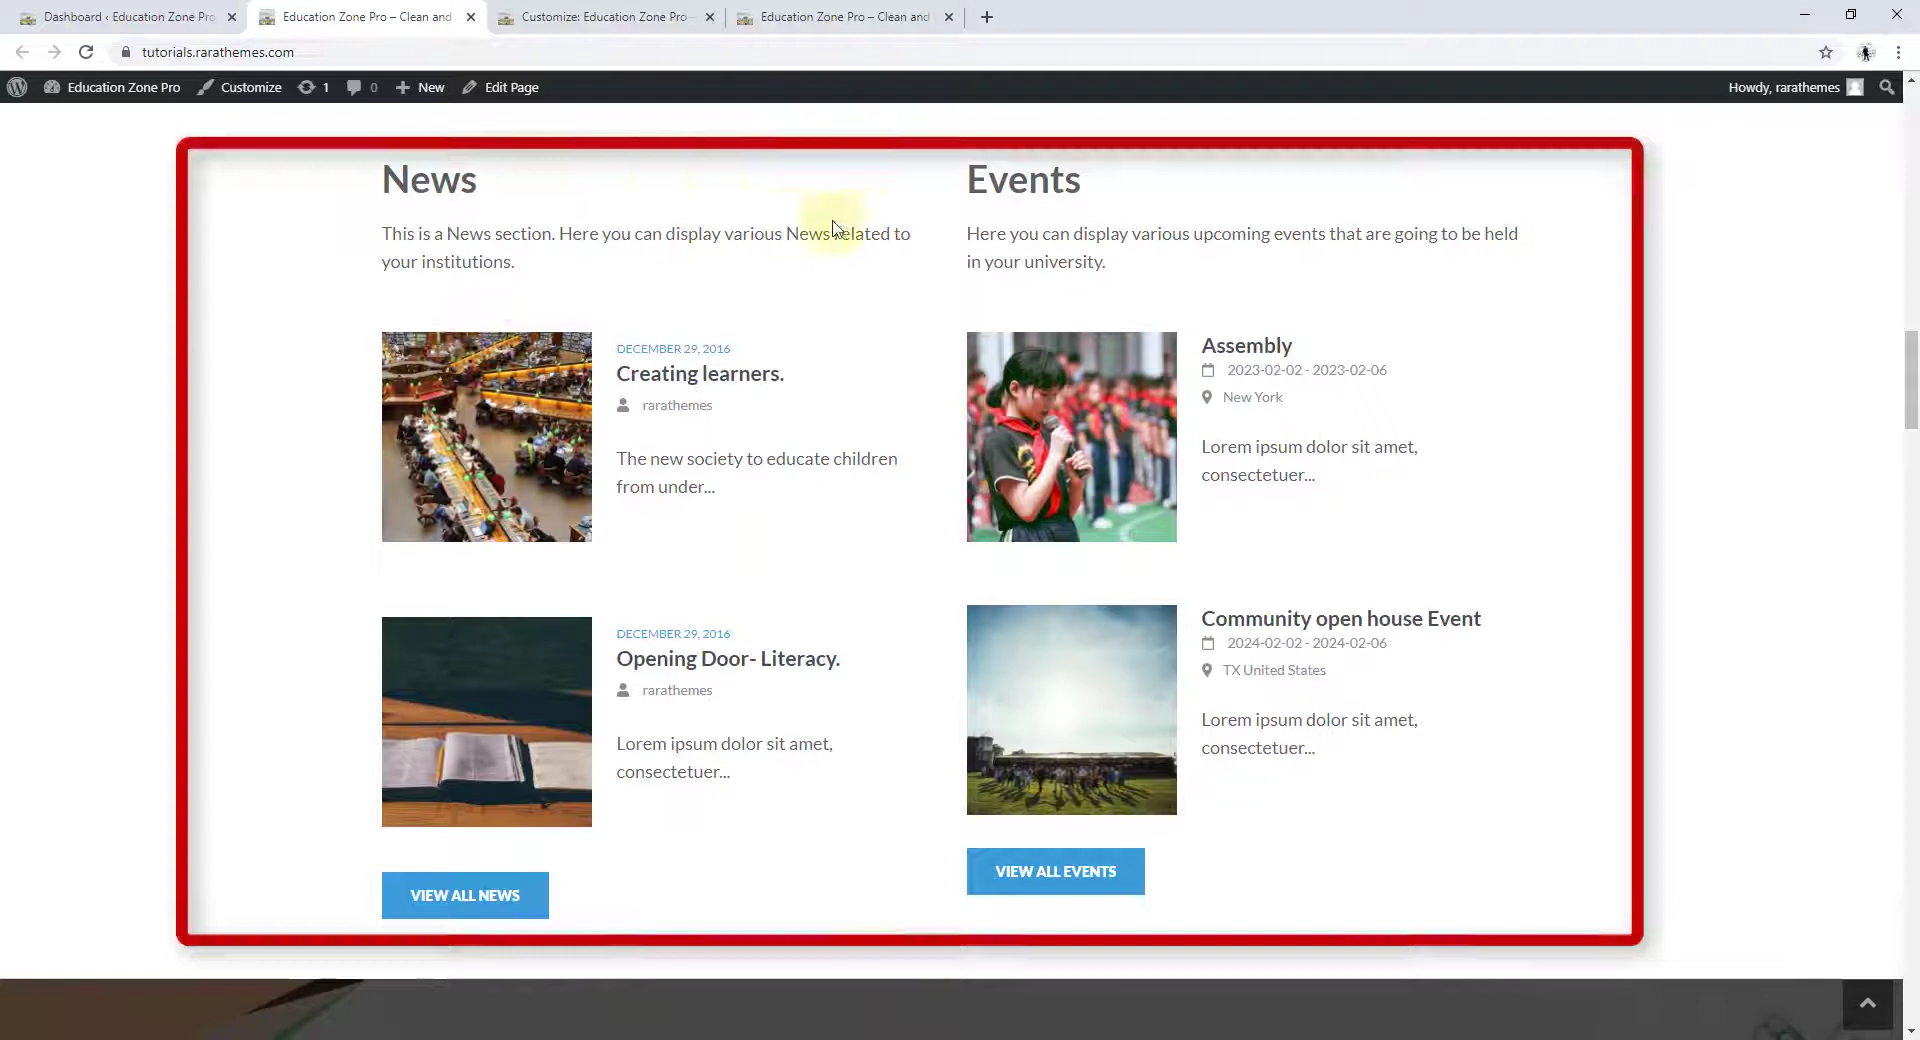 Dashboard ‹ Education Zone Pro
Education Zone Pro – Clean and
Customize: Education Zone Pro
Education Zone Pro – Clean and
tutorials.rarathemes.com
Education Zone Pro
Customize
1
0
New
Edit Page
Howdy, rarathemes
News
This is a News section. Here you can display various News related to
your institutions.
DECEMBER 29, 2016
Creating learners.
rarathemes
The new society to educate children
from under...
DECEMBER 29, 2016
Opening Door- Literacy.
rarathemes
Lorem ipsum dolor sit amet,
consectetuer...
VIEW ALL NEWS
Events
Here you can display various upcoming events that are going to be held
in your university.
Assembly
2023-02-02 - 2023-02-06
New York
Lorem ipsum dolor sit amet,
consectetuer...
Community open house Event
2024-02-02 - 2024-02-06
TX United States
Lorem ipsum dolor sit amet,
consectetuer...
VIEW ALL EVENTS